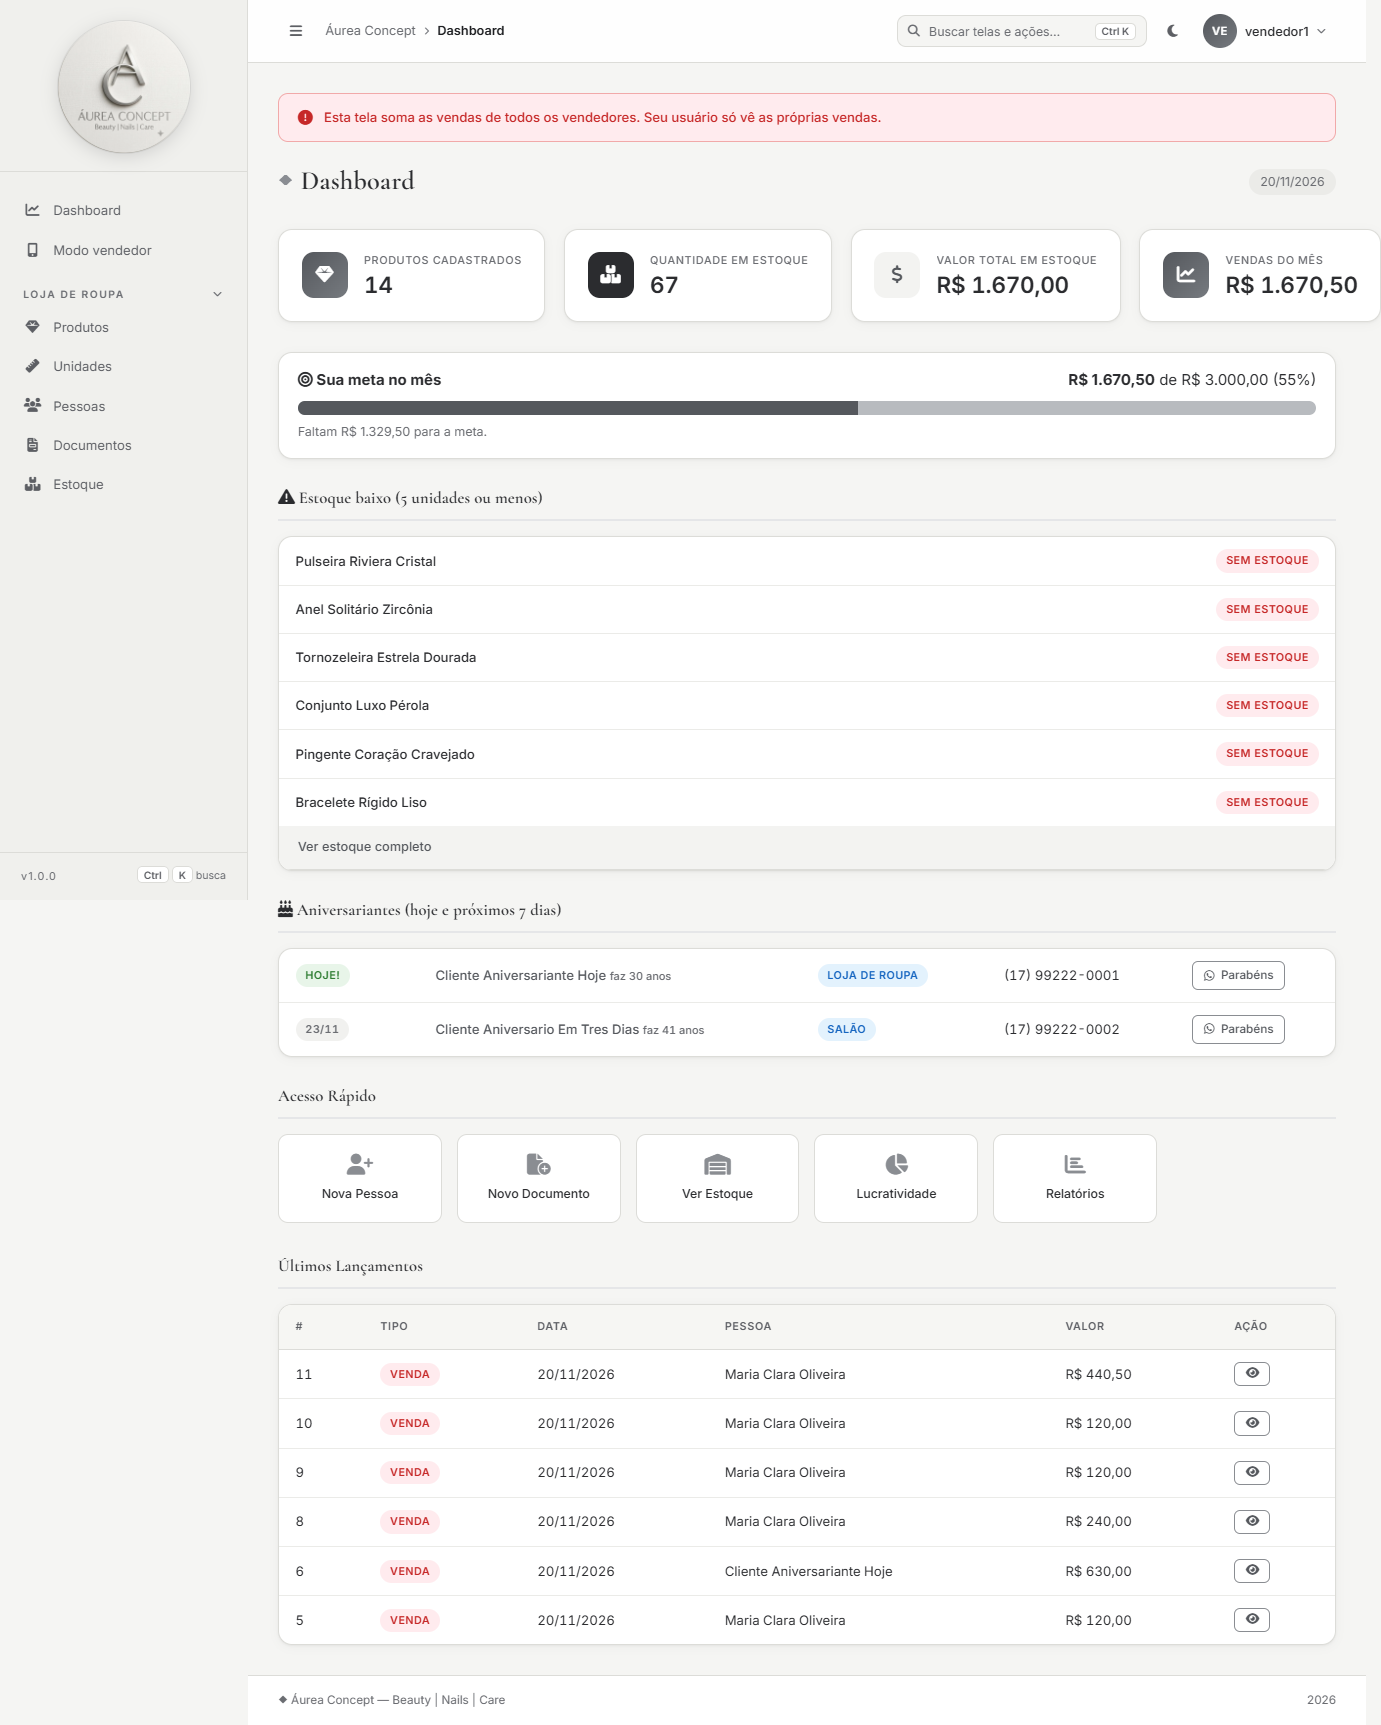 ÁUREA CONCEPT
Beauty | Nails | Care
Áurea Concept > Dashboard
Buscar telas e ações...
Ctrl K
VE
vendedor1
Esta tela soma as vendas de todos os vendedores. Seu usuário só vê as próprias vendas.
Dashboard
20/11/2026
Dashboard
Modo vendedor
LOJA DE ROUPA
Produtos
Unidades
Pessoas
Documentos
Estoque
v1.0.0
Ctrl K busca
PRODUTOS CADASTRADOS
14
QUANTIDADE EM ESTOQUE
67
VALOR TOTAL EM ESTOQUE
R$ 1.670,00
VENDAS DO MÊS
R$ 1.670,50
Sua meta no mês
R$ 1.670,50 de R$ 3.000,00 (55%)
Faltam R$ 1.329,50 para a meta.
Estoque baixo (5 unidades ou menos)
Pulseira Riviera Cristal SEM ESTOQUE
Anel Solitário Zircônia SEM ESTOQUE
Tornozeleira Estrela Dourada SEM ESTOQUE
Conjunto Luxo Pérola SEM ESTOQUE
Pingente Coração Cravejado SEM ESTOQUE
Bracelete Rígido Liso SEM ESTOQUE
Ver estoque completo
Aniversariantes (hoje e próximos 7 dias)
HOJE! Cliente Aniversariante Hoje faz 30 anos LOJA DE ROUPA (17) 99222-0001 Parabéns
23/11 Cliente Aniversario Em Tres Dias faz 41 anos SALÃO (17) 99222-0002 Parabéns
Acesso Rápido
Nova Pessoa
Novo Documento
Ver Estoque
Lucratividade
Relatórios
Últimos Lançamentos
# TIPO DATA PESSOA VALOR AÇÃO
11 VENDA 20/11/2026 Maria Clara Oliveira R$ 440,50
10 VENDA 20/11/2026 Maria Clara Oliveira R$ 120,00
9 VENDA 20/11/2026 Maria Clara Oliveira R$ 120,00
8 VENDA 20/11/2026 Maria Clara Oliveira R$ 240,00
6 VENDA 20/11/2026 Cliente Aniversariante Hoje R$ 630,00
5 VENDA 20/11/2026 Maria Clara Oliveira R$ 120,00
Áurea Concept — Beauty | Nails | Care
2026